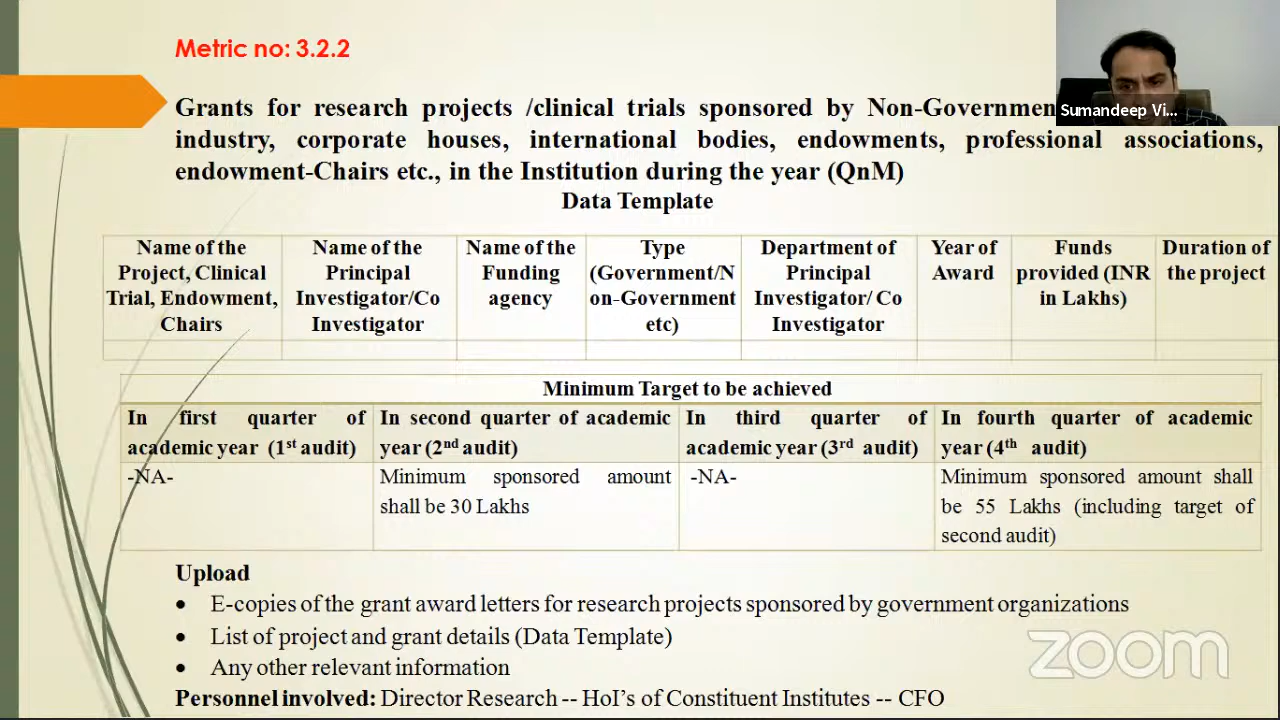 Metric no: 3.2.2
Sumandeep Vi...
Grants for research projects /clinical trials sponsored by
industry, corporate houses, international bodies, endowments, professional associations,
endowment-Chairs etc., in the Institution during the year (QnM)
Data Template
Name of the Project, Clinical Trial, Endowment, Chairs
Name of the Principal Investigator/Co Investigator
Name of the Funding agency
Type (Government/Non-Government etc)
Department of Principal Investigator/ Co Investigator
Year of Award
Funds provided (INR in Lakhs)
Duration of the project
Minimum Target to be achieved
In first quarter of academic year (1st audit)
In second quarter of academic year (2nd audit)
In third quarter of academic year (3rd audit)
In fourth quarter of academic year (4th audit)
-NA-
Minimum sponsored amount shall be 30 Lakhs
-NA-
Minimum sponsored amount shall be 55 Lakhs (including target of second audit)
Upload
• E-copies of the grant award letters for research projects sponsored by government organizations
• List of project and grant details (Data Template)
• Any other relevant information
Personnel involved: Director Research -- HoI's of Constituent Institutes -- CFO
zoom